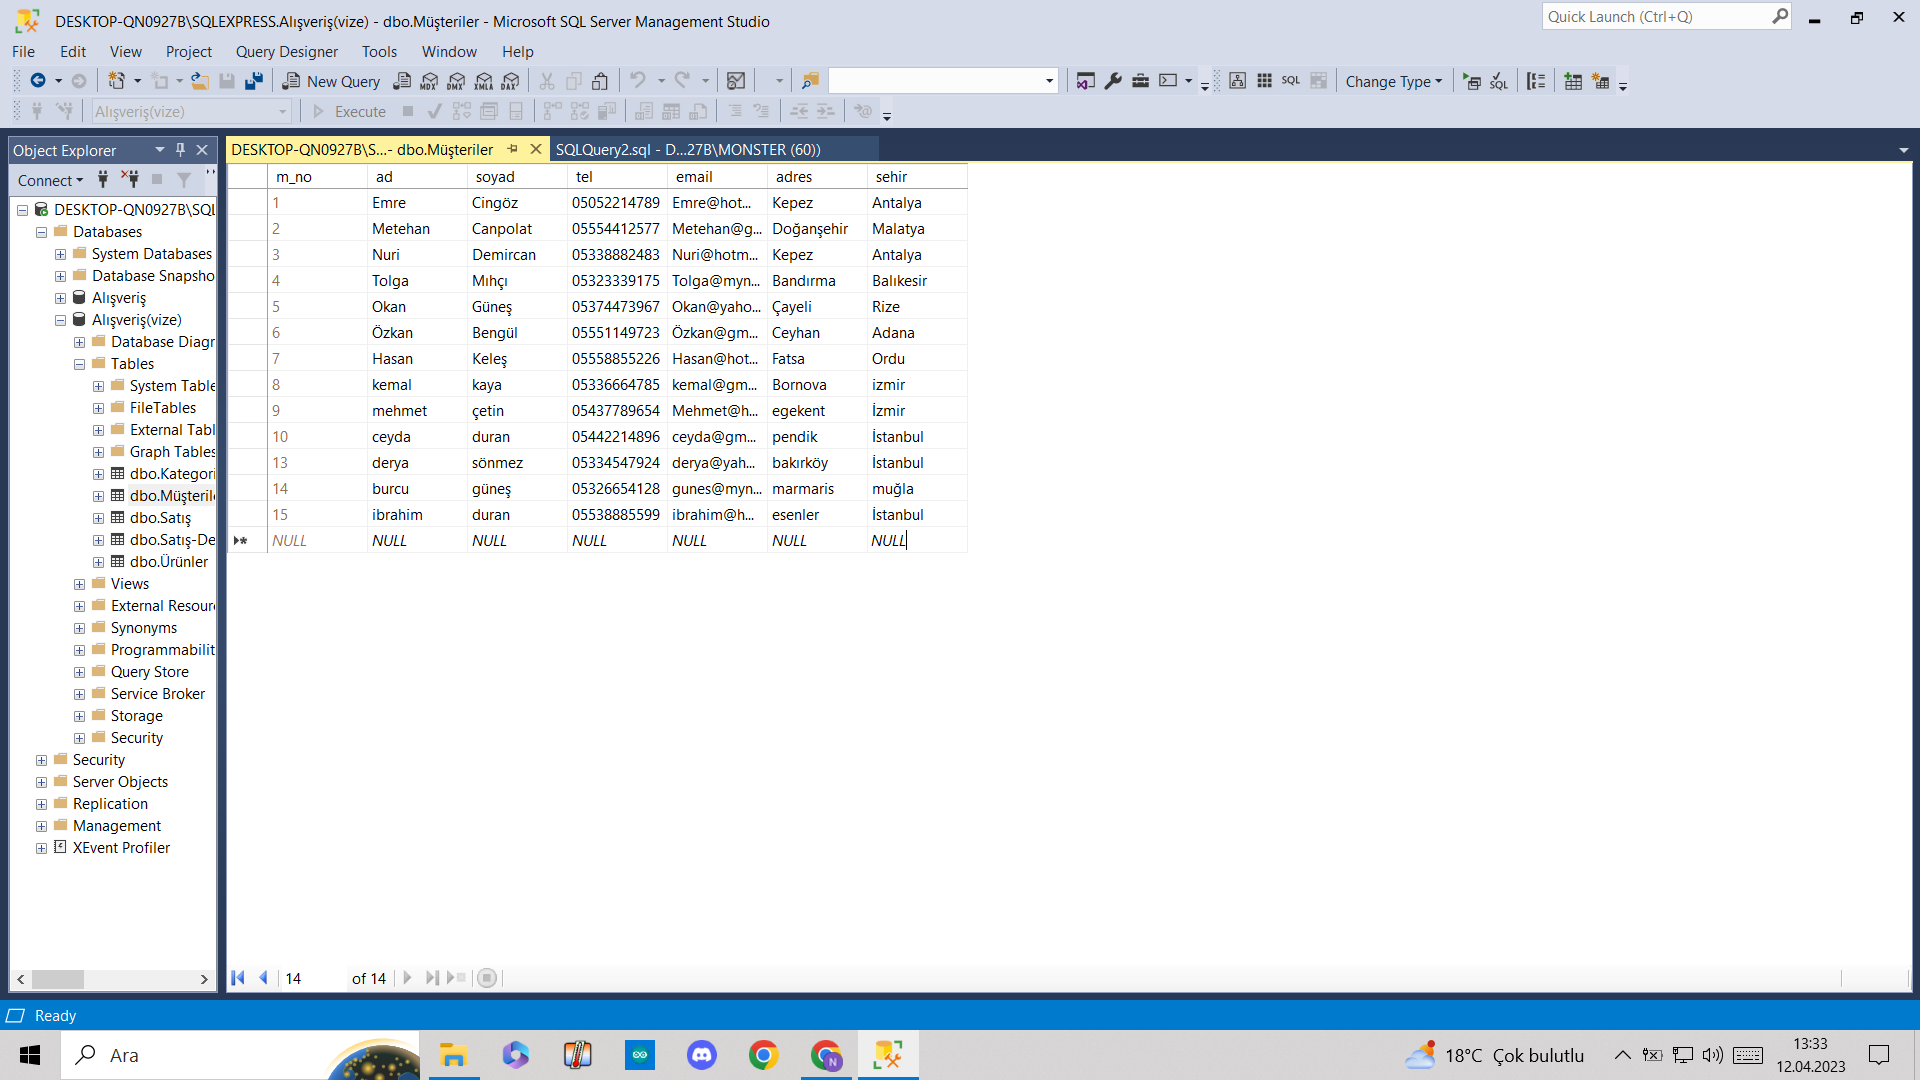 DESKTOP-QN0927B\SQLEXPRESS.Alışveriş(vize) - dbo.Müşteriler - Microsoft SQL Server Management Studio
Quick Launch (Ctrl+Q)
File Edit View Project Query Designer Tools Window Help
New Query MDX DMX XMLA DAX SQL Change Type SQL
Alışveriş(vize) Execute
Object Explorer
DESKTOP-QN0927B\S...- dbo.Müşteriler SQLQuery2.sql - D...27B\MONSTER (60))
Connect
DESKTOP-QN0927B\SQL
Databases
System Databases
Database Snapsho
Alışveriş
Alışveriş(vize)
Database Diagr
Tables
System Table
FileTables
External Tabl
Graph Tables
dbo.Kategori
dbo.Müşteril
dbo.Satış
dbo.Satış-De
dbo.Ürünler
Views
External Resour
Synonyms
Programmabilit
Query Store
Service Broker
Storage
Security
Security
Server Objects
Replication
Management
XEvent Profiler
m_no ad soyad tel email adres sehir
1 Emre Cingöz 05052214789 Emre@hot... Kepez Antalya
2 Metehan Canpolat 05554412577 Metehan@g... Doğanşehir Malatya
3 Nuri Demircan 05338882483 Nuri@hotm... Kepez Antalya
4 Tolga Mıhçı 05323339175 Tolga@myn... Bandırma Balıkesir
5 Okan Güneş 05374473967 Okan@yaho... Çayeli Rize
6 Özkan Bengül 05551149723 Özkan@gm... Ceyhan Adana
7 Hasan Keleş 05558855226 Hasan@hot... Fatsa Ordu
8 kemal kaya 05336664785 kemal@gm... Bornova izmir
9 mehmet çetin 05437789654 Mehmet@h... egekent İzmir
10 ceyda duran 05442214896 ceyda@gm... pendik İstanbul
13 derya sönmez 05334547924 derya@yah... bakırköy İstanbul
14 burcu güneş 05326654128 gunes@myn... marmaris muğla
15 ibrahim duran 05538885599 ibrahim@h... esenler İstanbul
NULL NULL NULL NULL NULL NULL NULL
14 of 14
Ready
Ara
N
18°C Çok bulutlu
13:33
12.04.2023